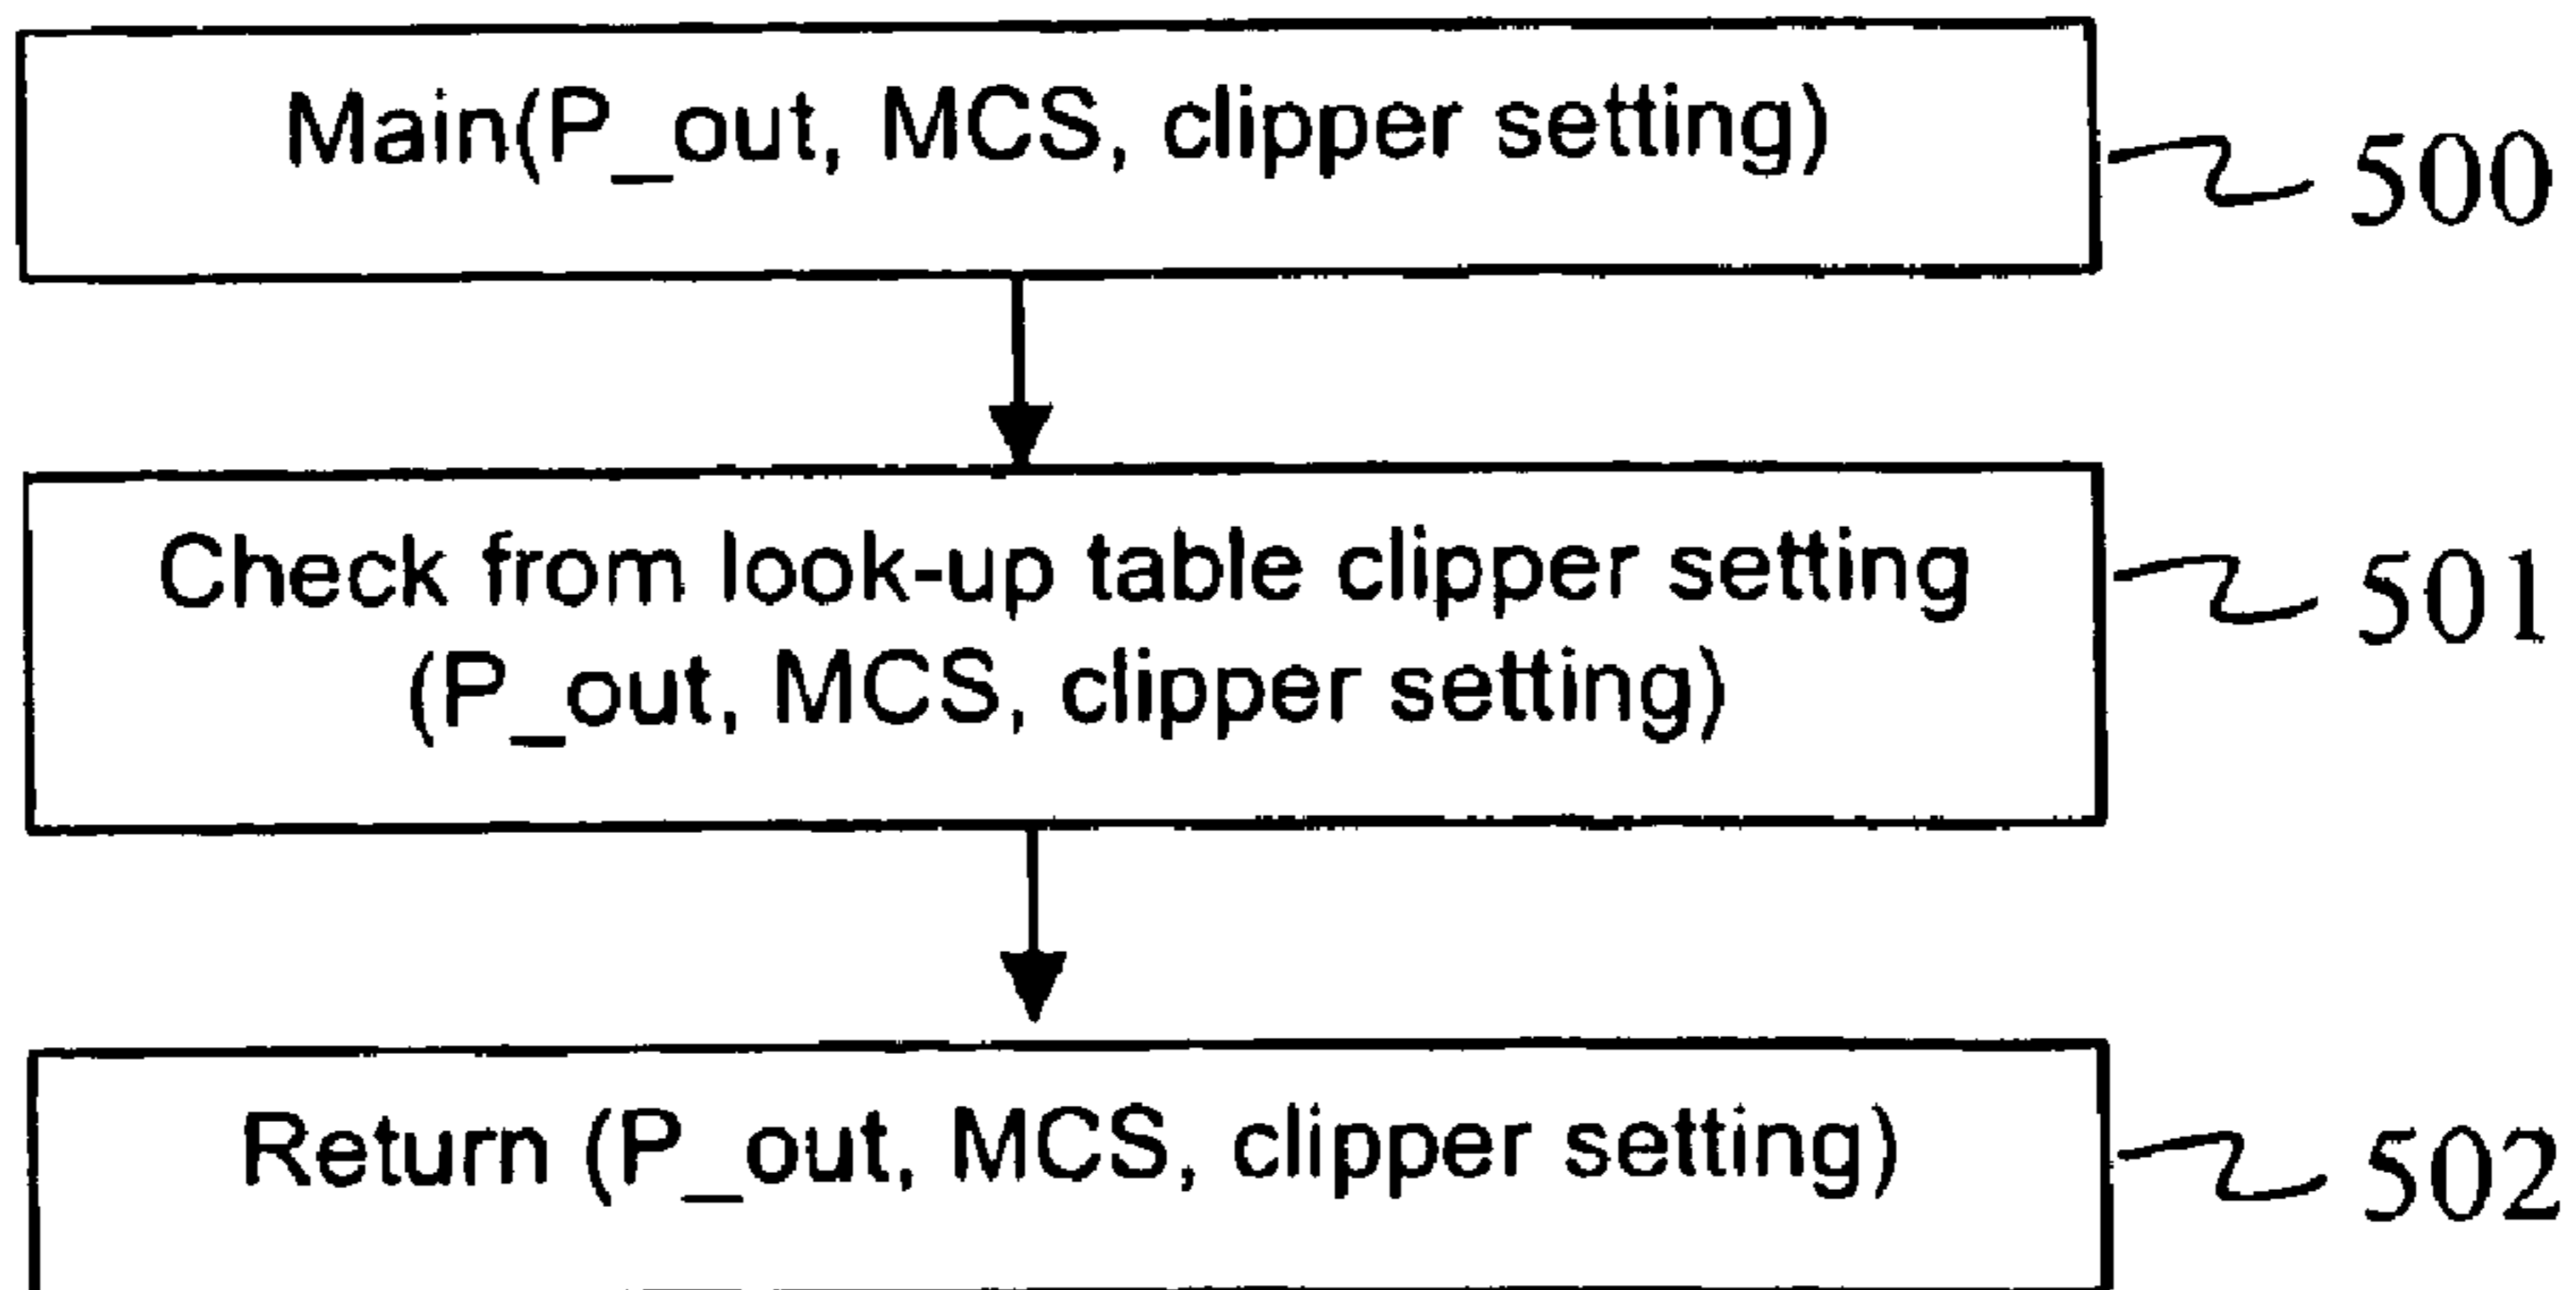 Main(P_out, MCS, clipper setting)
500
Check from look-up table clipper setting
(P_out, MCS, clipper setting)
501
Return (P_out, MCS, clipper setting)
502